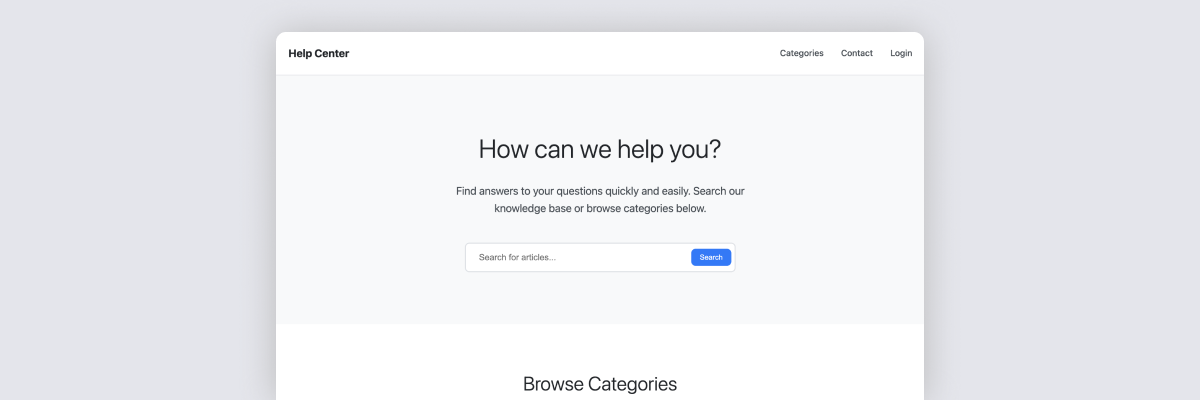 Help Center
Categories
Contact
Login
How can we help you?
Find answers to your questions quickly and easily. Search our
knowledge base or browse categories below.
Search for articles...
Search
Browse Categories